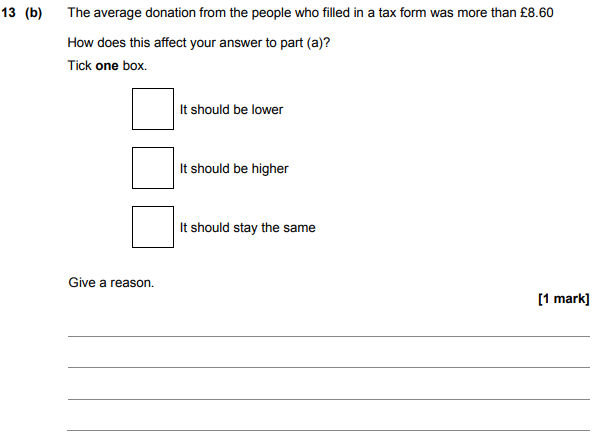 13 (b) The average donation from the people who filled in a tax form was more than £8.60
How does this affect your answer to part (a)?
Tick one box.
It should be lower
It should be higher
It should stay the same
Give a reason.
[1 mark]